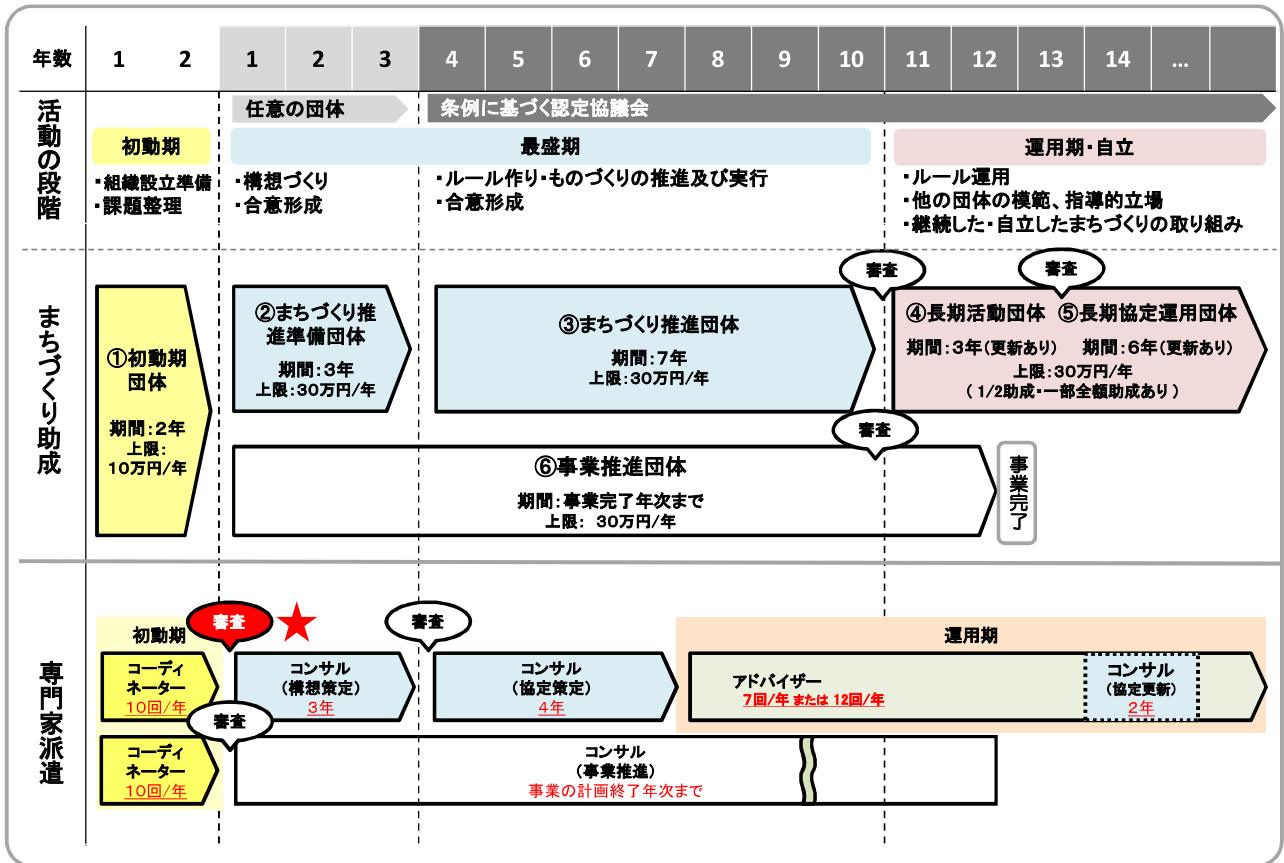 年数
1 2 1 2 3 4 5 6 7 8 9 10 11 12 13 14 …
活動の段階
任意の団体
条例に基づく認定協議会
初動期
最盛期
運用期・自立
・組織設立準備
・課題整理
・構想づくり
・合意形成
・ルール作り・ものづくりの推進及び実行
・合意形成
・ルール運用
・他の団体の模範、指導的立場
・継続した・自立したまちづくりの取り組み
まちづくり助成
審査
審査
①初動期
団体
期間：2年
上限：
10万円/年
②まちづくり推
進準備団体
期間：3年
上限：30万円/年
③まちづくり推進団体
期間：7年
上限：30万円/年
④長期活動団体 ⑤長期協定運用団体
期間：3年（更新あり） 期間：6年（更新あり）
上限：30万円/年
（ 1/2助成・一部全額助成あり ）
審査
⑥事業推進団体
期間：事業完了年次まで
上限： 30万円/年
事業完了
専門家派遣
審査
審査
初動期
運用期
コーディ
ネーター
10回/年
コンサル
（構想策定）
3年
コンサル
（協定策定）
4年
アドバイザー
7回/年 または 12回/年
コンサル
（協定更新）
2年
審査
コーディ
ネーター
10回/年
コンサル
（事業推進）
事業の計画終了年次まで